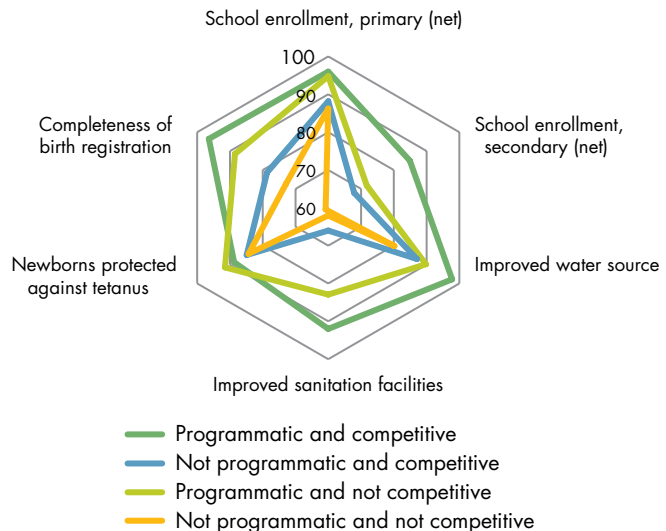 School enrollment, primary (net)
100
90
80
70
60
Completeness of
birth registration
School enrollment,
secondary (net)
Newborns protected
against tetanus
Improved water source
Improved sanitation facilities
Programmatic and competitive
Not programmatic and competitive
Programmatic and not competitive
Not programmatic and not competitive